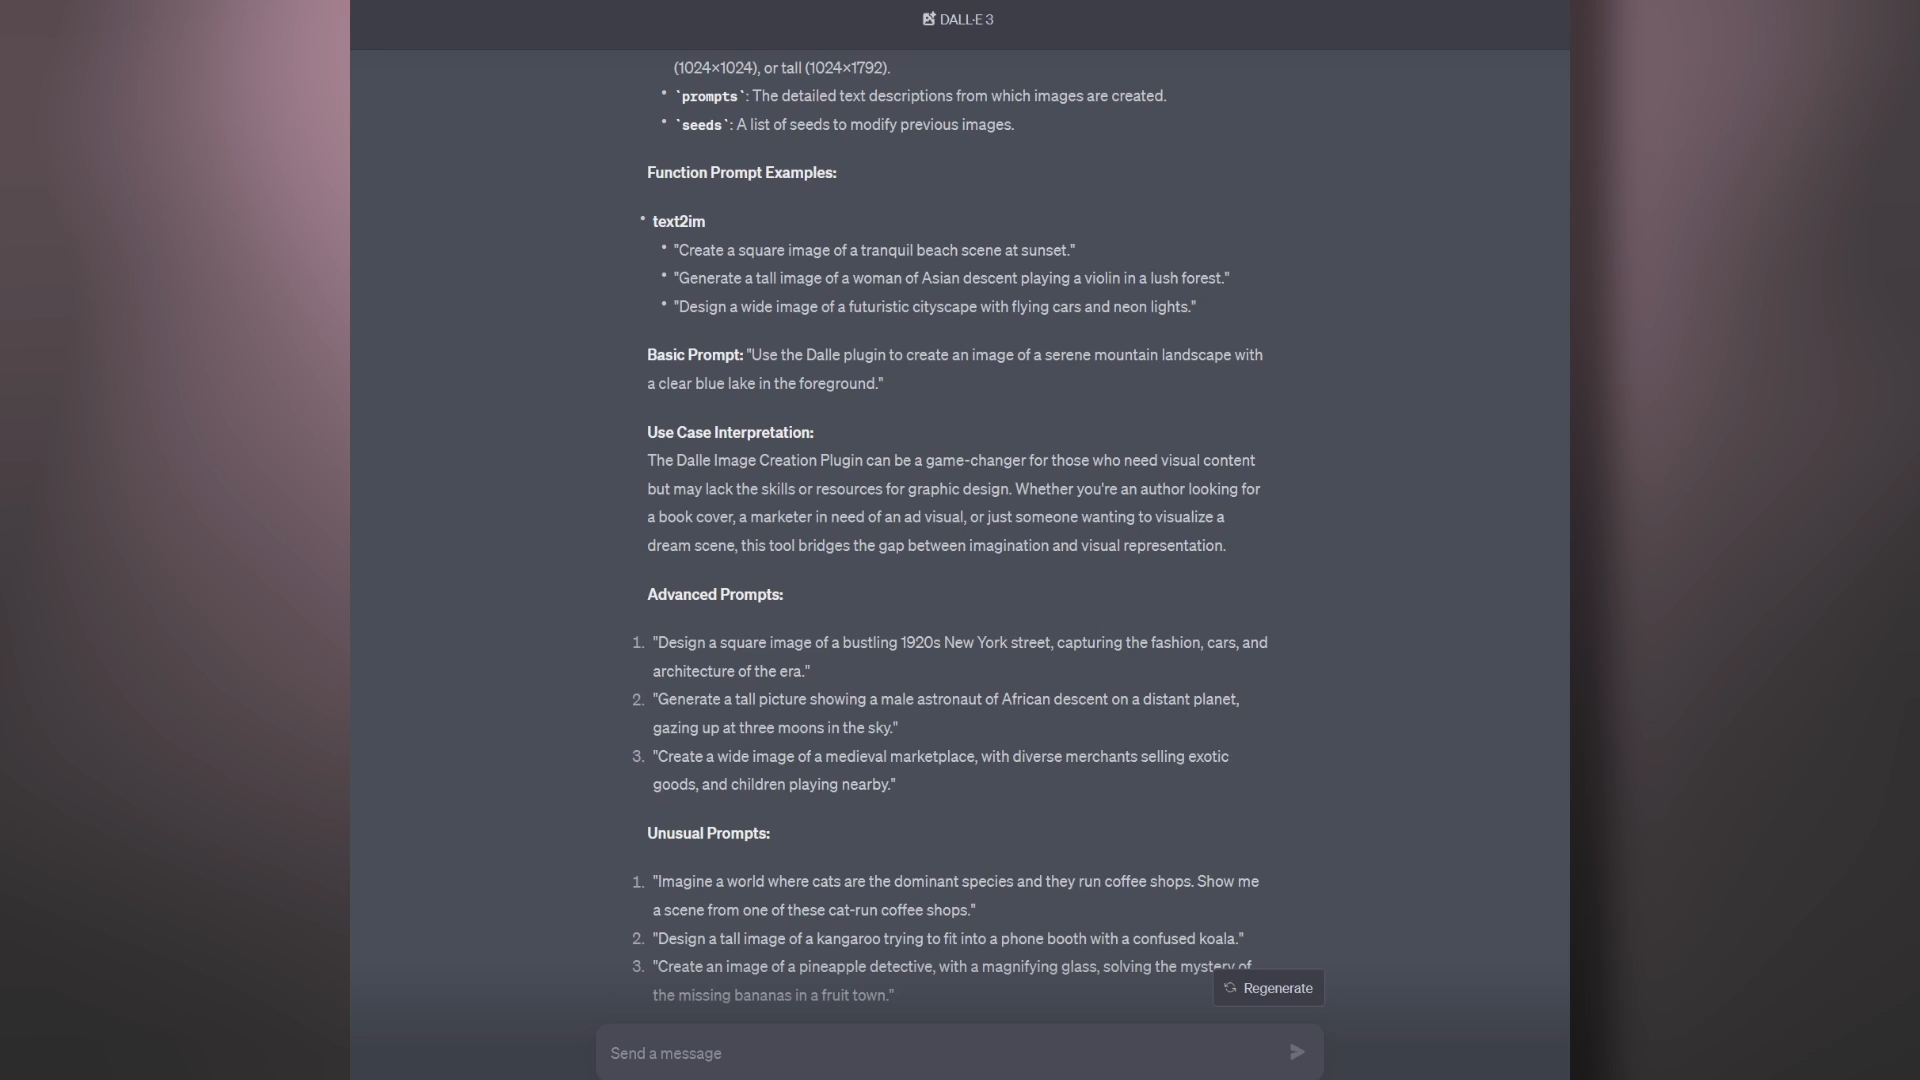 DALL·E 3
(1024×1024), or tall (1024×1792).
• `prompts`: The detailed text descriptions from which images are created.
• `seeds`: A list of seeds to modify previous images.
Function Prompt Examples:
• text2im
• "Create a square image of a tranquil beach scene at sunset."
• "Generate a tall image of a woman of Asian descent playing a violin in a lush forest."
• "Design a wide image of a futuristic cityscape with flying cars and neon lights."
Basic Prompt: "Use the Dalle plugin to create an image of a serene mountain landscape with
a clear blue lake in the foreground."
Use Case Interpretation:
The Dalle Image Creation Plugin can be a game-changer for those who need visual content
but may lack the skills or resources for graphic design. Whether you're an author looking for
a book cover, a marketer in need of an ad visual, or just someone wanting to visualize a
dream scene, this tool bridges the gap between imagination and visual representation.
Advanced Prompts:
1. "Design a square image of a bustling 1920s New York street, capturing the fashion, cars, and
architecture of the era."
2. "Generate a tall picture showing a male astronaut of African descent on a distant planet,
gazing up at three moons in the sky."
3. "Create a wide image of a medieval marketplace, with diverse merchants selling exotic
goods, and children playing nearby."
Unusual Prompts:
1. "Imagine a world where cats are the dominant species and they run coffee shops. Show me
a scene from one of these cat-run coffee shops."
2. "Design a tall image of a kangaroo trying to fit into a phone booth with a confused koala."
3. "Create an image of a pineapple detective, with a magnifying glass, solving the mystery of
the missing bananas in a fruit town."
Regenerate
Send a message